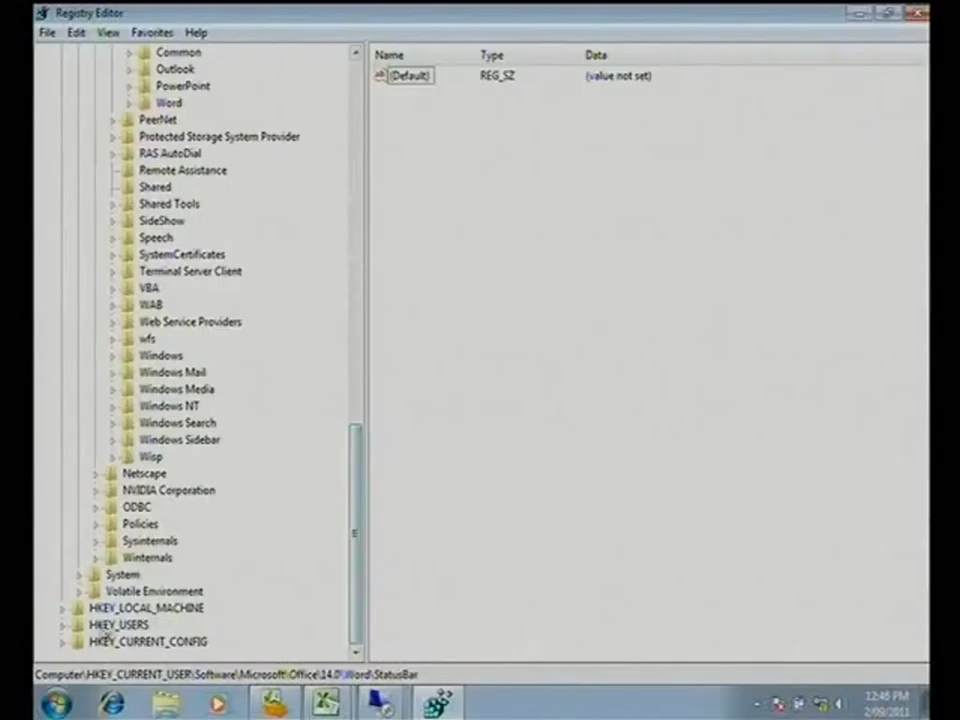 Registry Editor
File Edit View Favorites Help
Name Type Data
(Default) REG_SZ (value not set)
Common
Outlook
PowerPoint
Word
PeerNet
Protected Storage System Provider
RAS AutoDial
Remote Assistance
Shared
Shared Tools
SideShow
Speech
SystemCertificates
Terminal Server Client
VBA
WAB
Web Service Providers
wfs
Windows
Windows Mail
Windows Media
Windows NT
Windows Search
Windows Sidebar
Wisp
Netscape
NVIDIA Corporation
ODBC
Policies
Sysinternals
Winternals
System
Volatile Environment
HKEY_LOCAL_MACHINE
HKEY_USERS
HKEY_CURRENT_CONFIG
Computer\HKEY_CURRENT_USER\Software\Microsoft\Office\14.0\Word\StatusBar
12:46 PM
2/09/2011